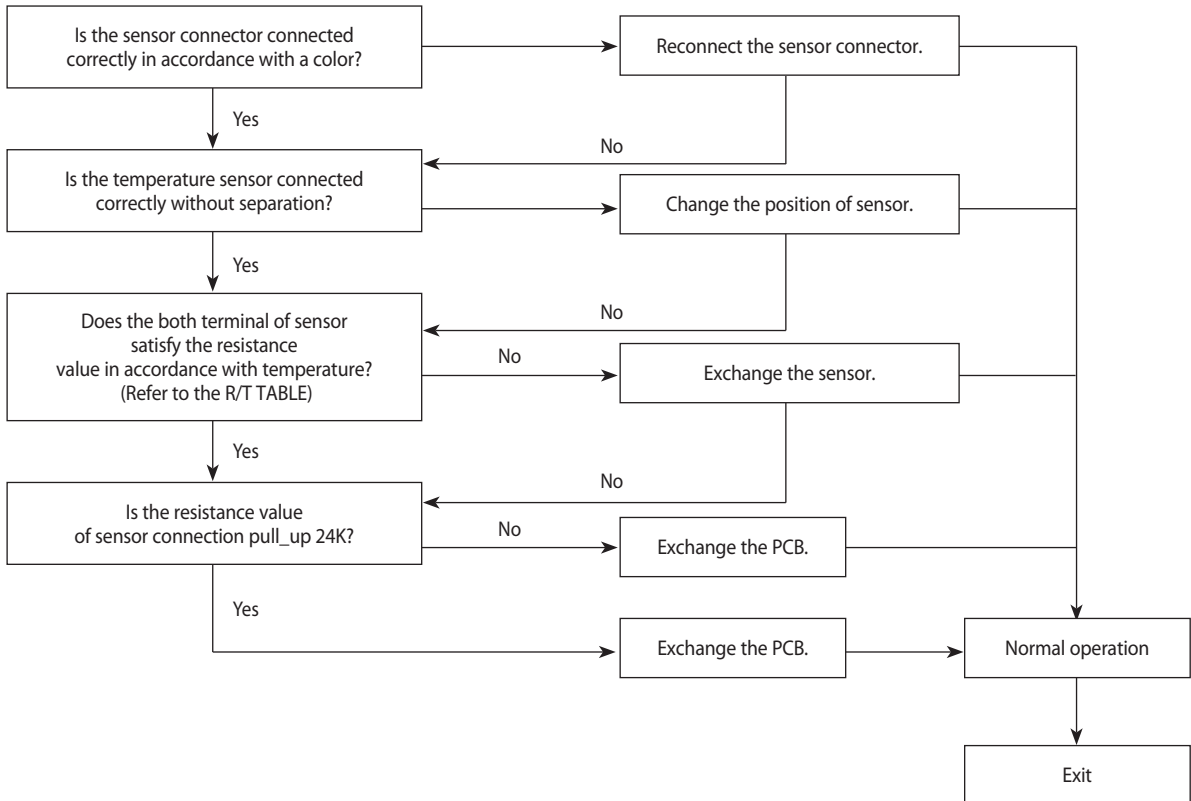 Is the sensor connector connected
correctly in accordance with a color?
Reconnect the sensor connector.
Yes
No
Is the temperature sensor connected
correctly without separation?
Change the position of sensor.
Yes
No
Does the both terminal of sensor
satisfy the resistance
value in accordance with temperature?
(Refer to the R/T TABLE)
No
Exchange the sensor.
Yes
No
Is the resistance value
of sensor connection pull_up 24K?
No
Exchange the PCB.
Yes
Exchange the PCB.
Normal operation
Exit